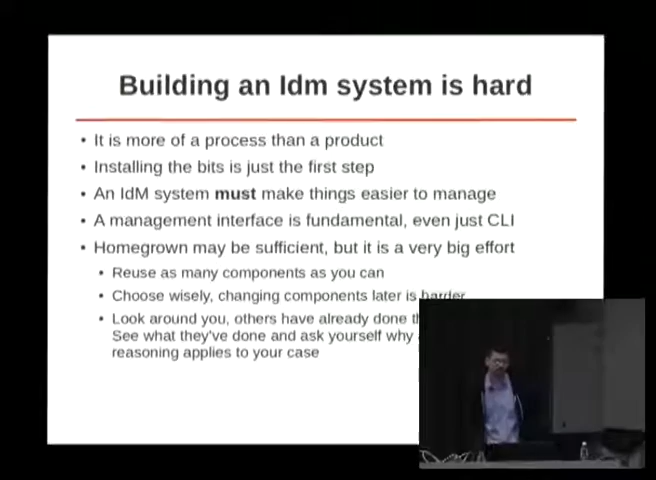 Building an Idm system is hard
• It is more of a process than a product
• Installing the bits is just the first step
• An IdM system must make things easier to manage
• A management interface is fundamental, even just CLI
• Homegrown may be sufficient, but it is a very big effort
• Reuse as many components as you can
• Choose wisely, changing components later is harder
• Look around you, others have already done
See what they've done and ask yourself why
reasoning applies to your case